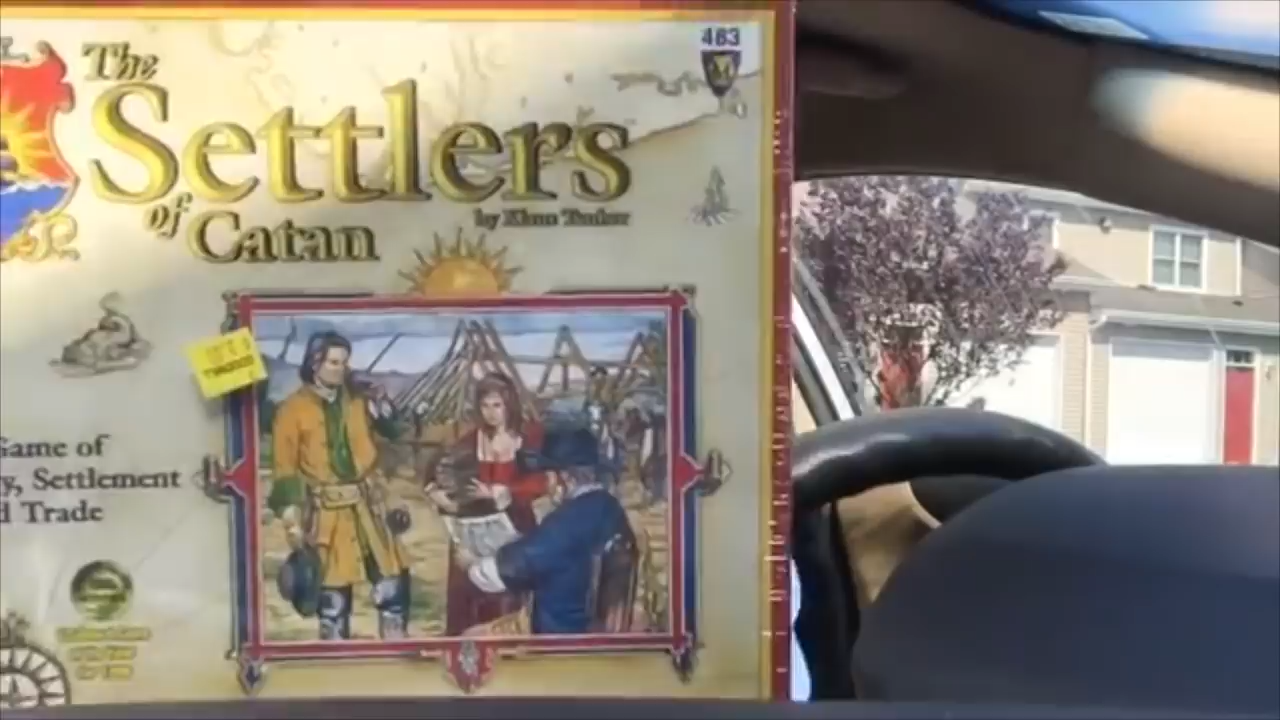 483
The
Settlers
of Catan
by Klaus Teuber
Game of
y, Settlement
d Trade